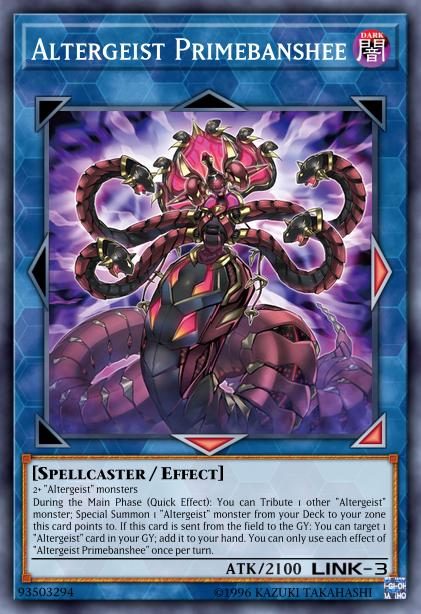 ALTERGEIST PRIMEBANSHEE
DARK
闇
[SPELLCASTER / EFFECT]
2+ "Altergeist" monsters
During the Main Phase (Quick Effect): You can Tribute 1 other "Altergeist"
monster; Special Summon 1 "Altergeist" monster from your Deck to your zone
this card points to. If this card is sent from the field to the GY: You can target 1
"Altergeist" card in your GY; add it to your hand. You can only use each effect of
"Altergeist Primebanshee" once per turn.
ATK/2100 LINK-3
93503294 ©1996 KAZUKI TAKAHASHI